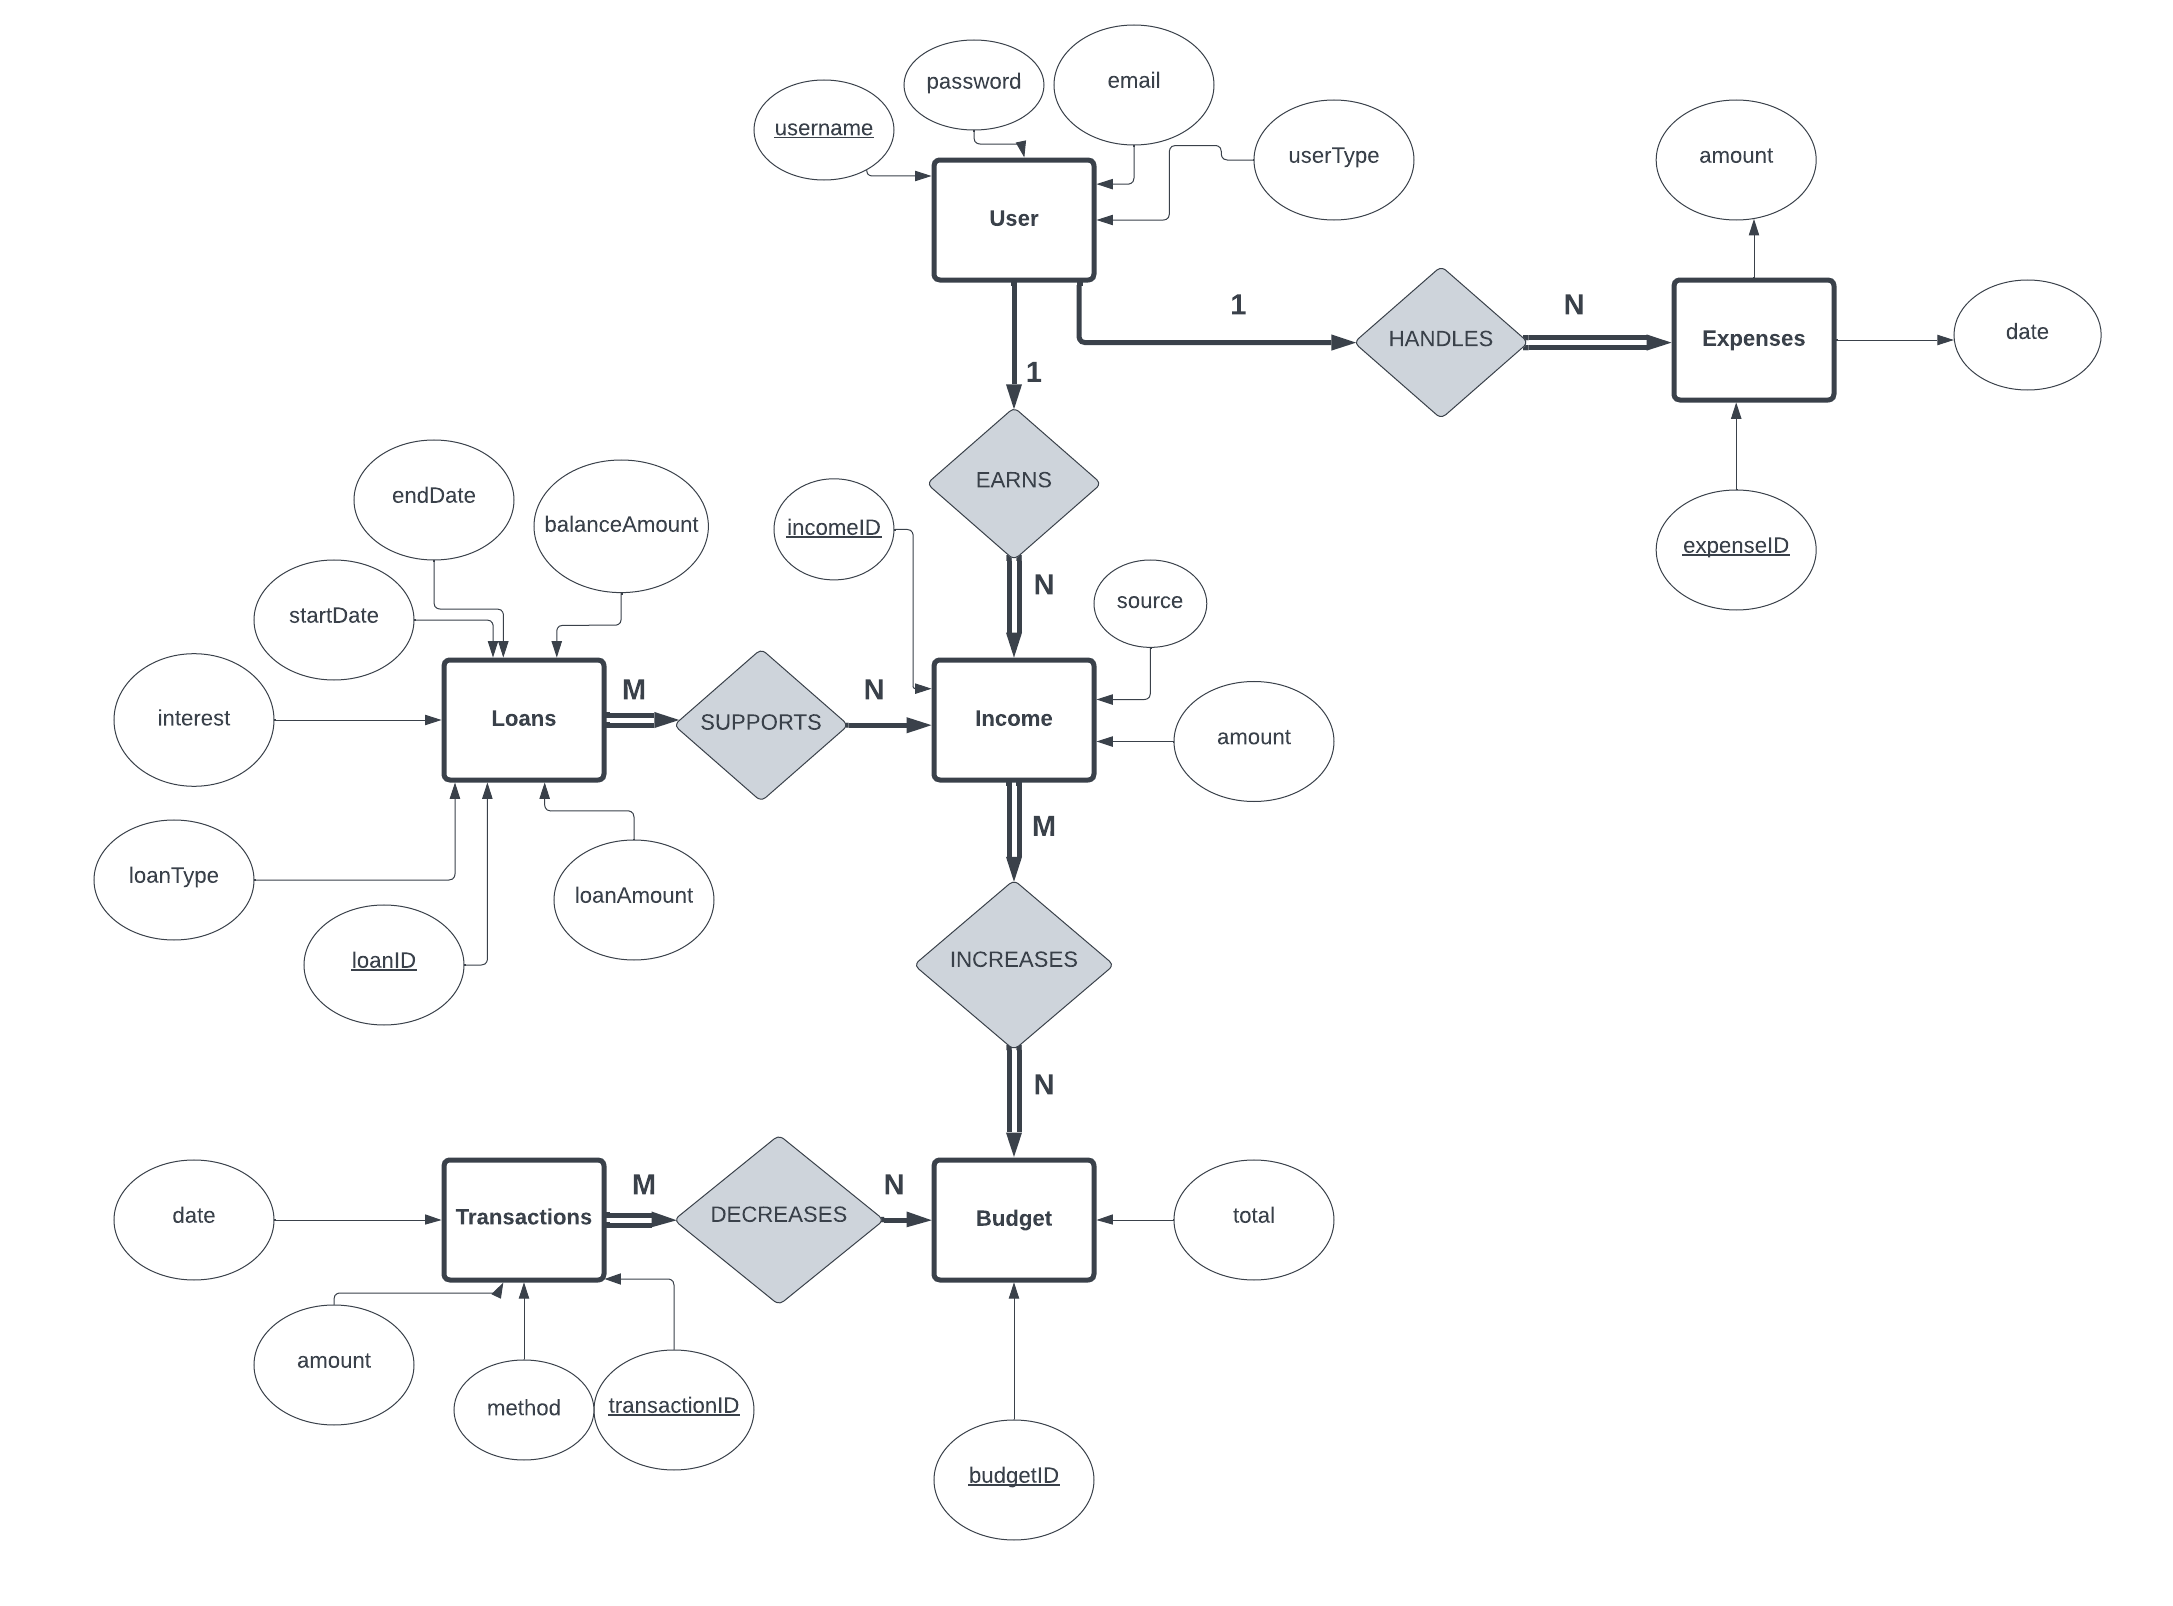 password
email
username
userType
amount
User
1
N
HANDLES
Expenses
date
1
EARNS
endDate
balanceAmount
incomeID
expenseID
N
source
startDate
M
N
interest
Loans
SUPPORTS
Income
amount
M
loanType
loanAmount
loanID
INCREASES
N
M
N
date
Transactions
DECREASES
Budget
total
amount
method
transactionID
budgetID